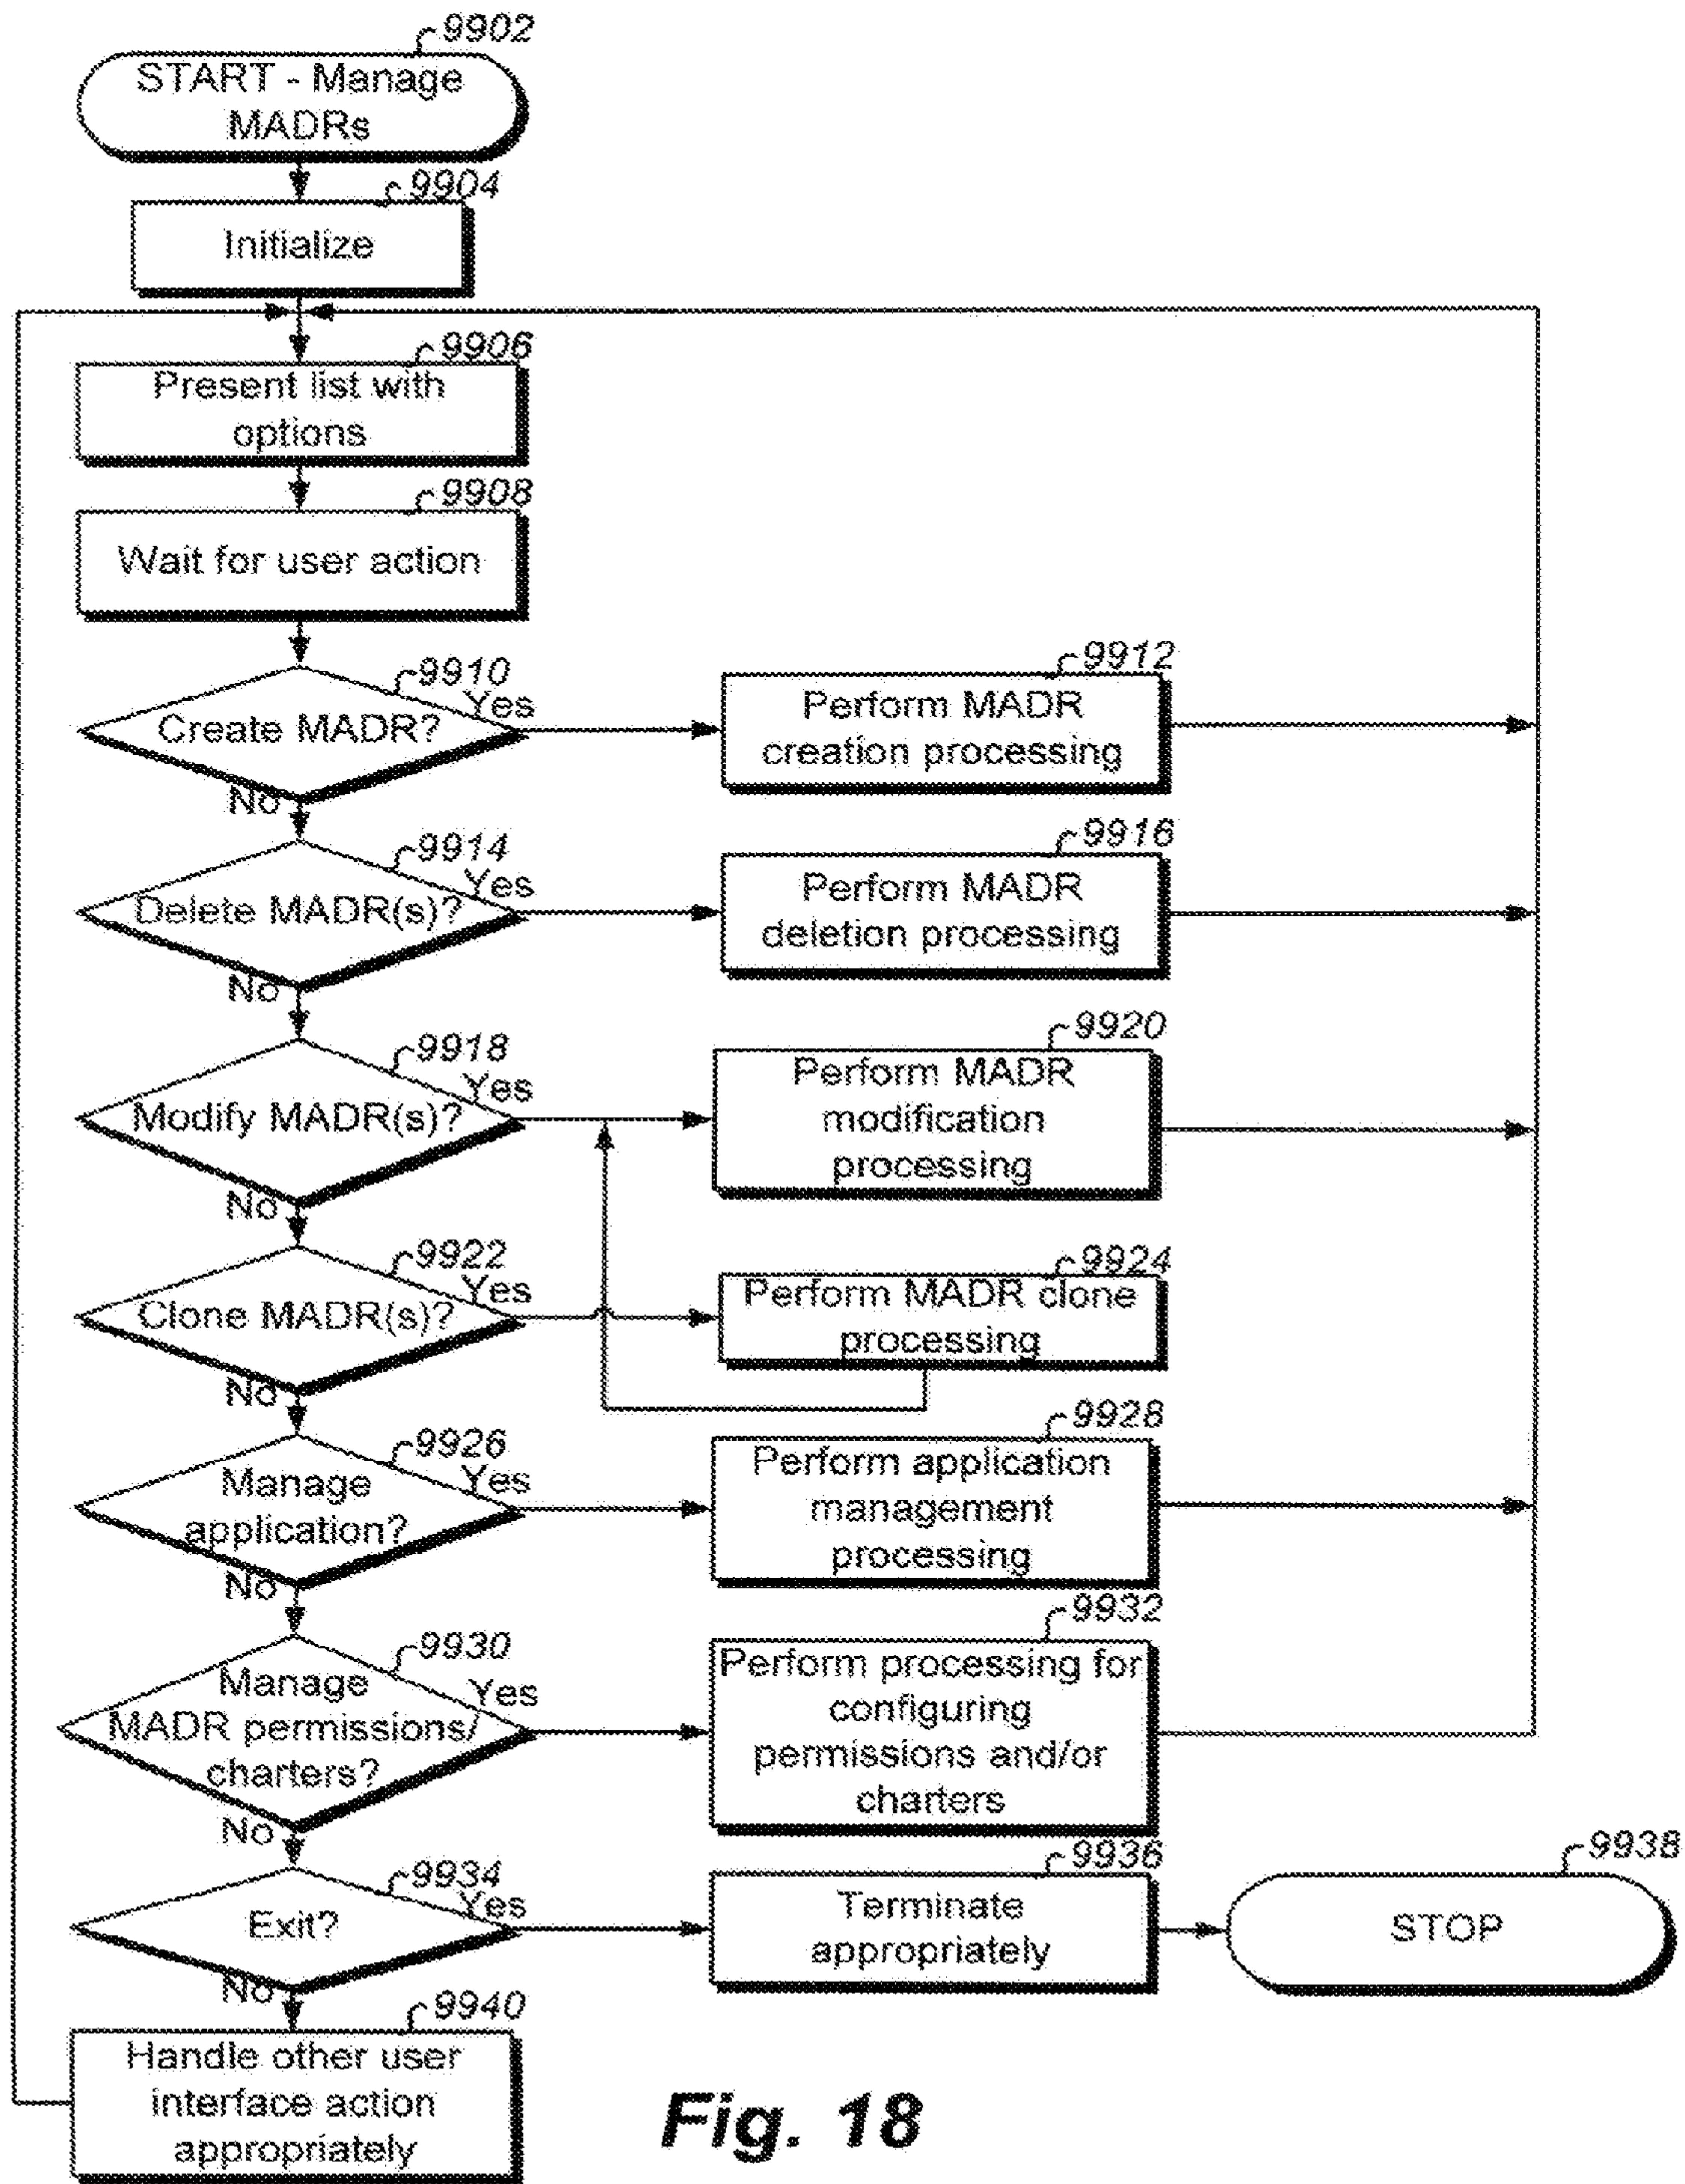 9902
START - Manage
MADRs
9904
Initialize
9906
Present list with
options
9908
Wait for user action
9910
Create MADR?
Yes
No
9912
Perform MADR
creation processing
9914
Delete MADR(s)?
Yes
No
9916
Perform MADR
deletion processing
9918
Modify MADR(s)?
Yes
No
9920
Perform MADR
modification
processing
9922
Clone MADR(s)?
Yes
No
9924
Perform MADR clone
processing
9926
Manage
application?
Yes
No
9928
Perform application
management
processing
9930
Manage
MADR permissions/
charters?
Yes
No
9932
Perform processing for
configuring
permissions and/or
charters
9934
Exit?
Yes
No
9936
Terminate
appropriately
9938
STOP
9940
Handle other user
interface action
appropriately
Fig. 18